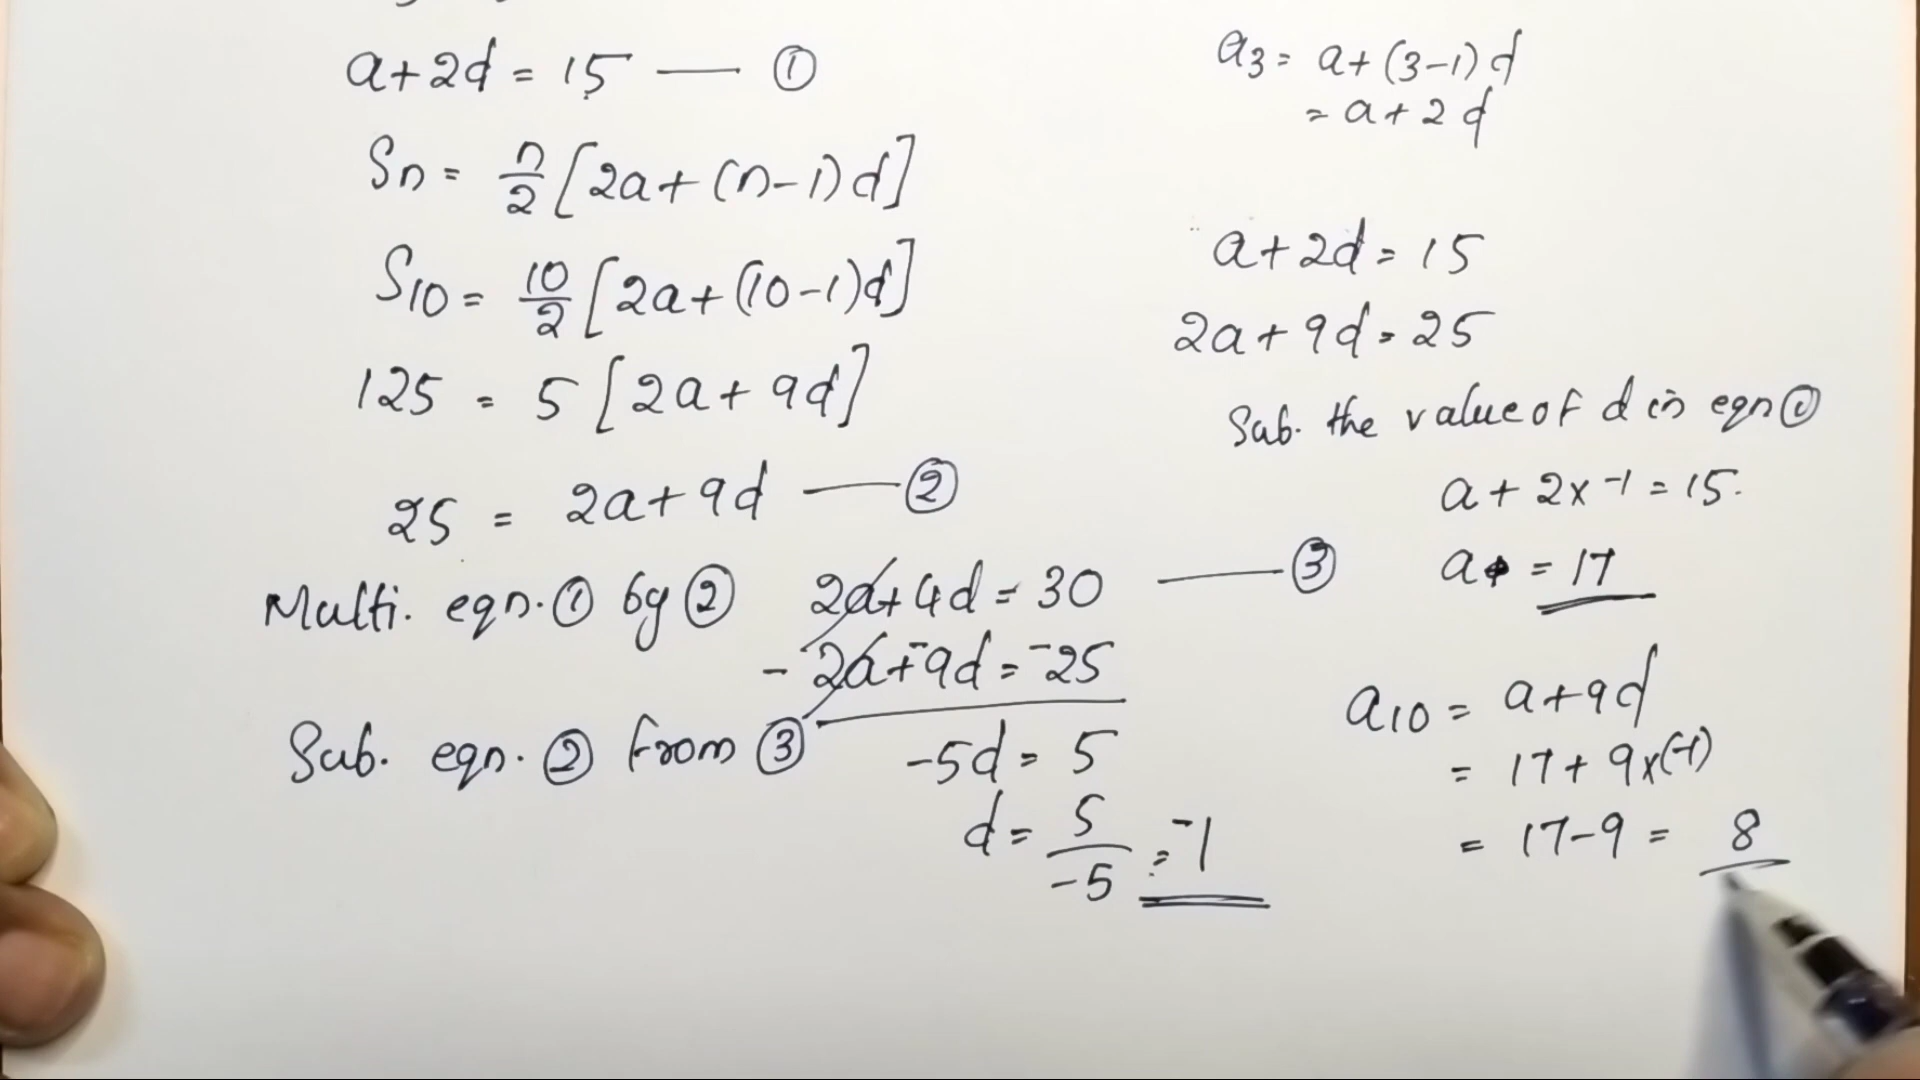 a+2d = 15 — ①
Sn = n/2 [2a+(n-1)d]
S10 = 10/2 [2a+(10-1)d]
125 = 5 [2a+9d]
25 = 2a+9d — ②
Multi. eqn. ① by ② 2a+4d = 30 — ③
- 2a+-9d = -25
Sub. eqn. ② from ③ -5d = 5
d = 5/-5 = -1
a3 = a+(3-1)d
= a+2d
a+2d = 15
2a+9d = 25
Sub. the value of d in eqn ①
a+2x-1 = 15.
a = 17
a10 = a+9d
= 17+9x(-1)
= 17-9 = 8